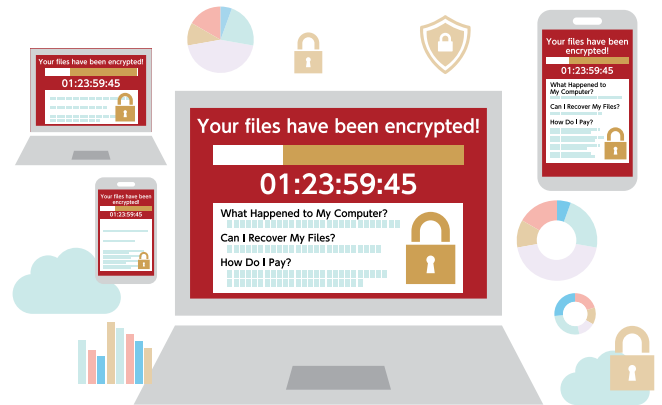 Your files have been encrypted!
01:23:59:45
Your files have been
encrypted!
01:23:59:45
What Happened to
My Computer?
Can I Recover My Files?
How Do I Pay?
Your files have been encrypted!
01:23:59:45
What Happened to My Computer?
Can I Recover My Files?
How Do I Pay?
Your files have been
encrypted!
01:23:59:45